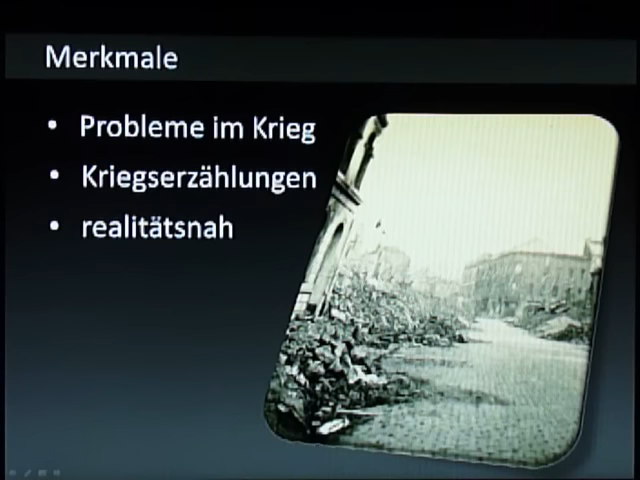 Merkmale
• Probleme im Krieg
• Kriegserzählungen
• realitätsnah